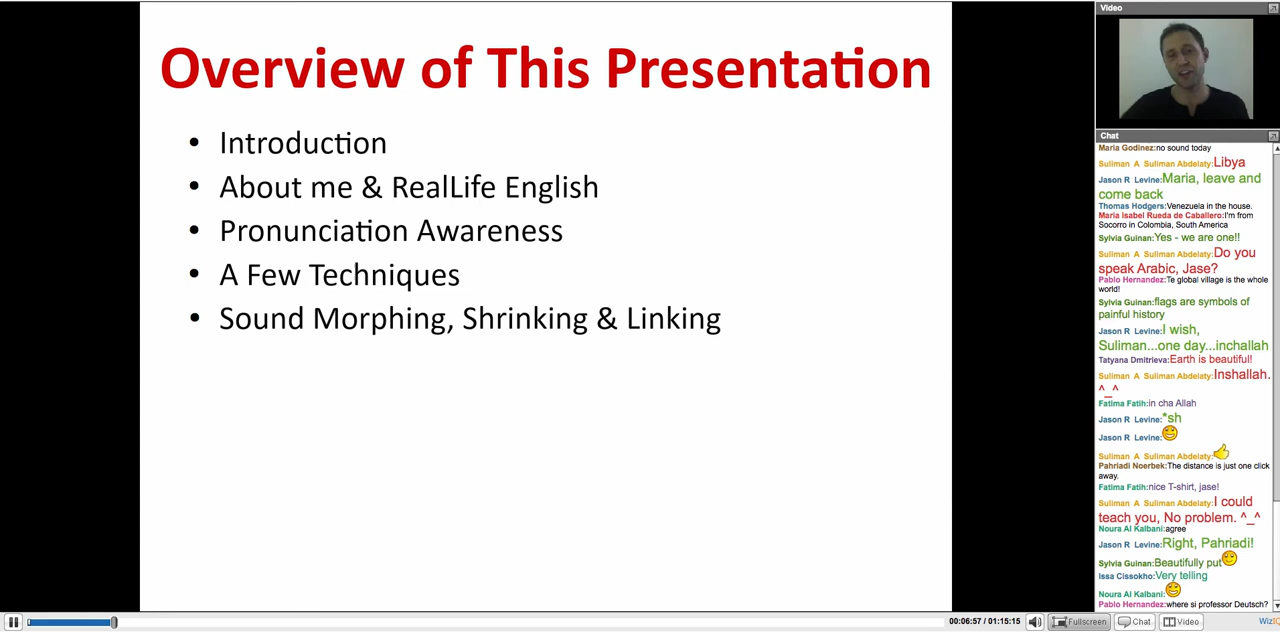 Overview of This Presentation
• Introduction
• About me & RealLife English
• Pronunciation Awareness
• A Few Techniques
• Sound Morphing, Shrinking & Linking
Video
Chat
Maria Godinez:no sound today
Suliman A Suliman Abdelaty:Libya
Jason R Levine:Maria, leave and
come back
Thomas Hodgers:Venezuela in the house.
Maria Isabel Rueda de Caballero:I'm from
Socorro in Colombia, South America
Sylvia Guinan:Yes - we are one!!
Suliman A Suliman Abdelaty:Do you
speak Arabic, Jase?
Pablo Hernandez:Te global village is the whole
world!
Sylvia Guinan:flags are symbols of
painful history
Jason R Levine:I wish,
Suliman...one day...inchallah
Tatyana Dmitrieva:Earth is beautiful!
Suliman A Suliman Abdelaty:Inshallah.
^_^
Fatima Fatih:in cha Allah
Jason R Levine:*sh
Jason R Levine:
Suliman A Suliman Abdelaty:
Pahriadi Noerbek:The distance is just one click
away.
Fatima Fatih:nice T-shirt, jase!
Suliman A Suliman Abdelaty:I could
teach you, No problem. ^_^
Noura Al Kalbani:agree
Jason R Levine:Right, Pahriadi!
Sylvia Guinan:Beautifully put
Issa Cissokho:Very telling
Noura Al Kalbani:
Pablo Hernandez:where si professor Deutsch?
00:06:57 / 01:15:15
Fullscreen
Chat
Video
WizIQ